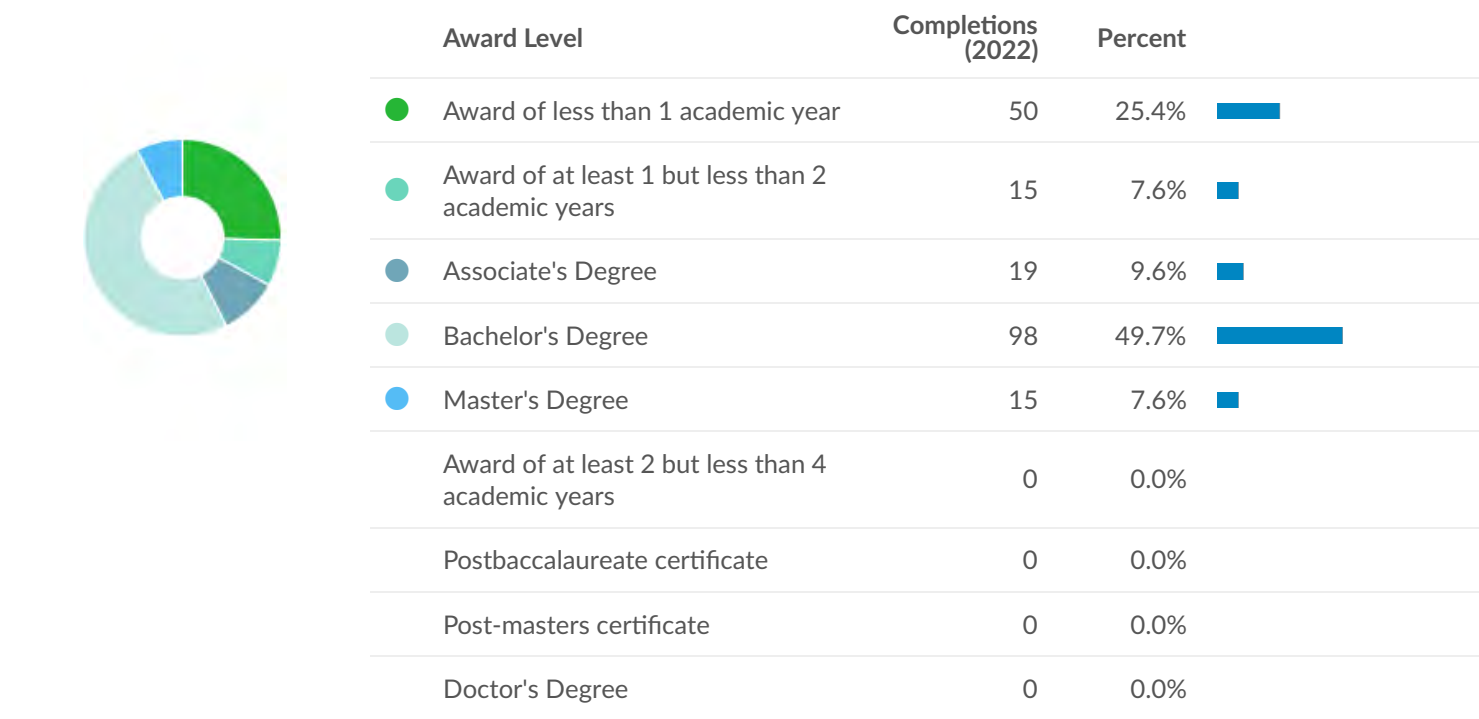 Award Level Completions (2022) Percent
Award of less than 1 academic year 50 25.4%
Award of at least 1 but less than 2
academic years 15 7.6%
Associate's Degree 19 9.6%
Bachelor's Degree 98 49.7%
Master's Degree 15 7.6%
Award of at least 2 but less than 4
academic years 0 0.0%
Postbaccalaureate certificate 0 0.0%
Post-masters certificate 0 0.0%
Doctor's Degree 0 0.0%